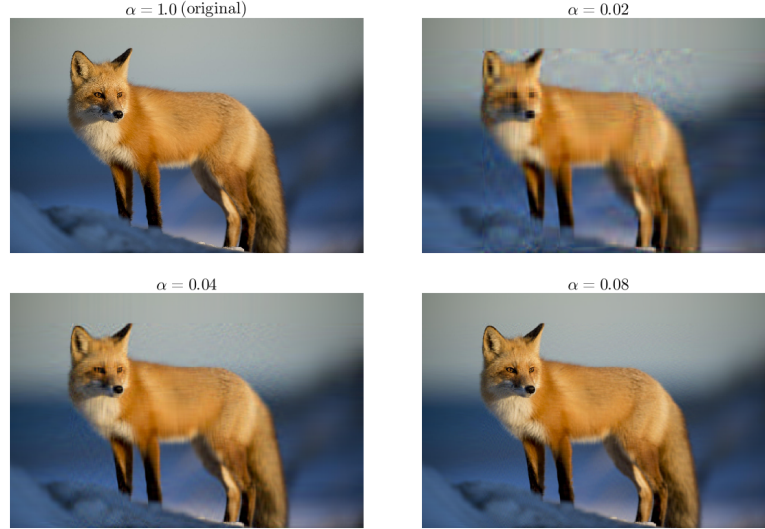 α = 1.0 (original)
α = 0.02
α = 0.04
α = 0.08